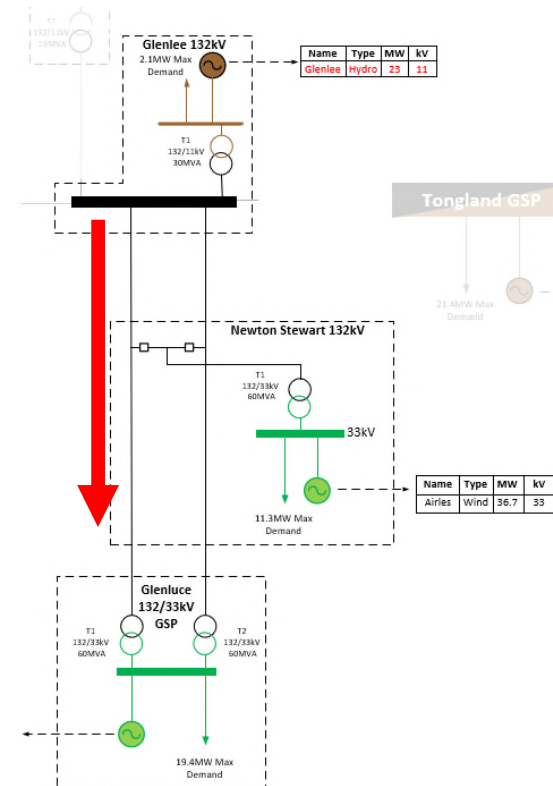 T1
132/11kV
19MVA
Glenlee 132kV
2.1MW Max
Demand
Name Type MW kV
Glenlee Hydro 23 11
T1
132/11kV
30MVA
Tongland GSP
21.4MW Max
Demand
Newton Stewart 132kV
T1
132/33kV
60MVA
33kV
Name Type MW kV
Airles Wind 36.7 33
11.3MW Max
Demand
Glenluce
132/33kV
GSP
T1
132/33kV
60MVA
T2
132/33kV
60MVA
19.4MW Max
Demand